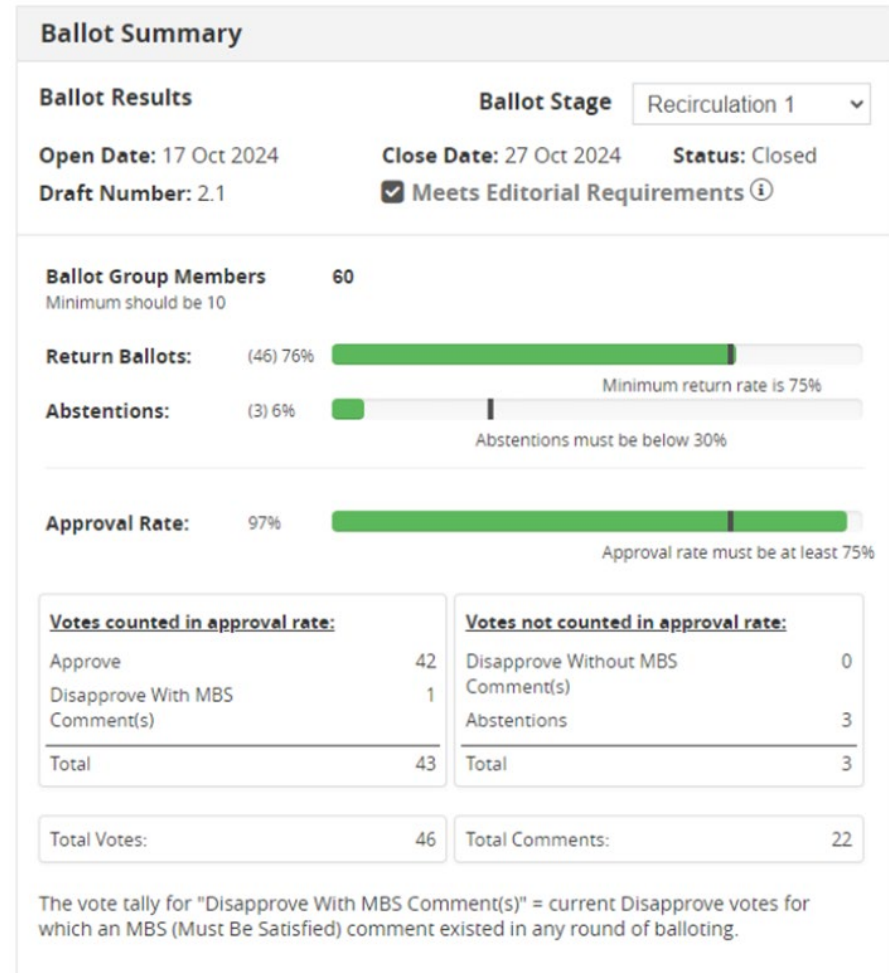 Ballot Summary
Ballot Results
Ballot Stage Recirculation 1
Open Date: 17 Oct 2024 Close Date: 27 Oct 2024 Status: Closed
Draft Number: 2.1 Meets Editorial Requirements
Ballot Group Members 60
Minimum should be 10
Return Ballots: (46) 76%
Minimum return rate is 75%
Abstentions: (3) 6%
Abstentions must be below 30%
Approval Rate: 97%
Approval rate must be at least 75%
Votes counted in approval rate:
Approve 42
Disapprove With MBS
Comment(s) 1
Total 43
Votes not counted in approval rate:
Disapprove Without MBS
Comment(s) 0
Abstentions 3
Total 3
Total Votes: 46
Total Comments: 22
The vote tally for "Disapprove With MBS Comment(s)" = current Disapprove votes for
which an MBS (Must Be Satisfied) comment existed in any round of balloting.